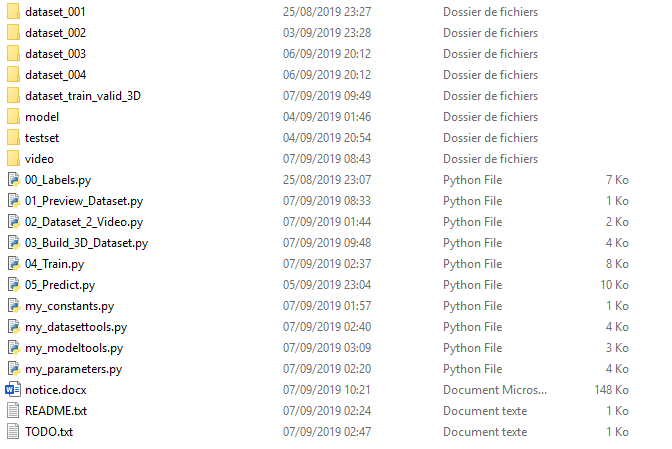 dataset_001 25/08/2019 23:27 Dossier de fichiers
dataset_002 03/09/2019 23:28 Dossier de fichiers
dataset_003 06/09/2019 20:12 Dossier de fichiers
dataset_004 06/09/2019 20:12 Dossier de fichiers
dataset_train_valid_3D 07/09/2019 09:49 Dossier de fichiers
model 04/09/2019 01:46 Dossier de fichiers
testset 04/09/2019 20:54 Dossier de fichiers
video 07/09/2019 08:43 Dossier de fichiers
00_Labels.py 25/08/2019 23:07 Python File 7 Ko
01_Preview_Dataset.py 07/09/2019 08:33 Python File 1 Ko
02_Dataset_2_Video.py 07/09/2019 01:44 Python File 2 Ko
03_Build_3D_Dataset.py 07/09/2019 09:48 Python File 4 Ko
04_Train.py 07/09/2019 02:37 Python File 8 Ko
05_Predict.py 05/09/2019 23:04 Python File 10 Ko
my_constants.py 07/09/2019 01:57 Python File 1 Ko
my_datasettools.py 07/09/2019 02:40 Python File 4 Ko
my_modeltools.py 07/09/2019 03:09 Python File 3 Ko
my_parameters.py 07/09/2019 02:20 Python File 4 Ko
notice.docx 07/09/2019 10:21 Document Micros... 148 Ko
README.txt 07/09/2019 02:24 Document texte 1 Ko
TODO.txt 07/09/2019 02:47 Document texte 1 Ko